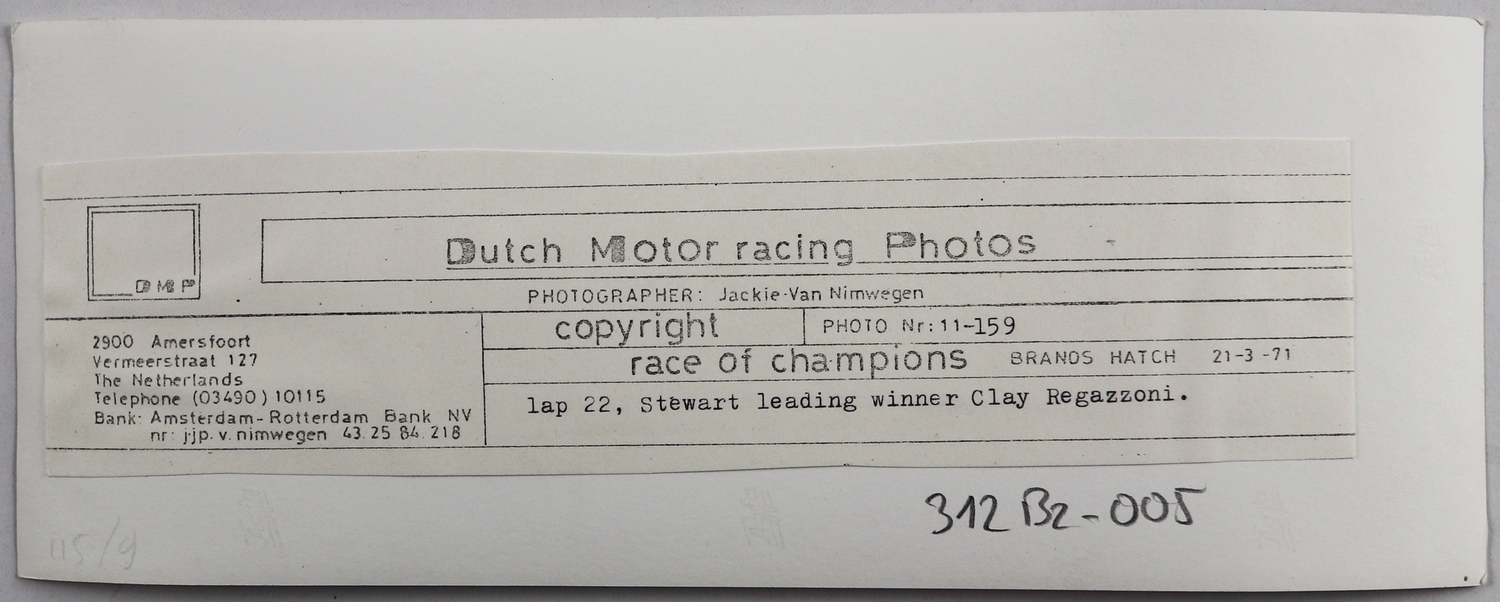 Dutch Motor racing Photos
DMP
PHOTOGRAPHER: Jackie-Van Nimwegen
copyright
PHOTO Nr: 11-159
race of champions BRANDS HATCH 21-3-71
lap 22, Stewart leading winner Clay Regazzoni.
2900 Amersfoort
Vermeerstraat 127
The Netherlands
Telephone (03490) 10115
Bank: Amsterdam-Rotterdam Bank NV
nr: j.jp.v.nimwegen 43.25 84.218
312 B2-005
115/9